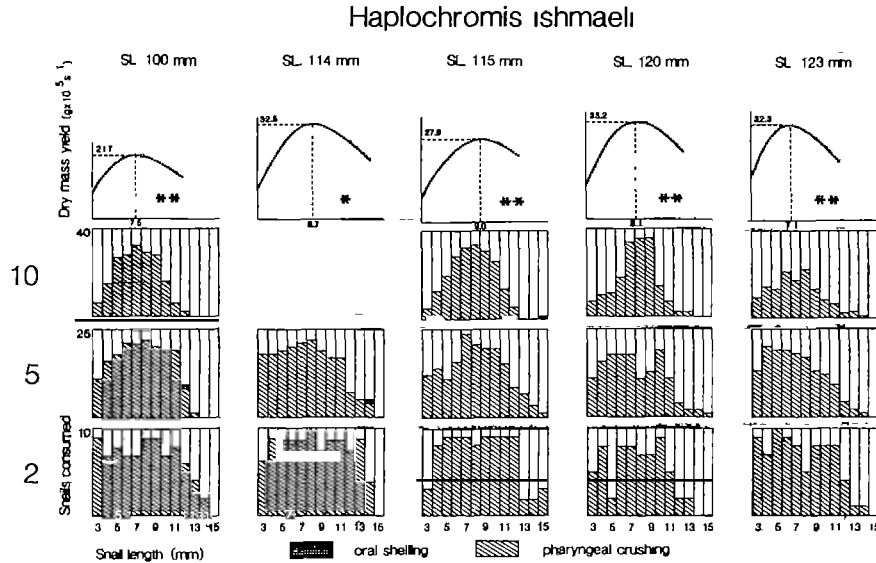 Haplochromis ishmaeli
SL 100 mm SL. 114 mm SL. 115 mm SL. 120 mm SL 123 mm
Dry mass yield (g×10⁻⁵s⁻¹)
21.7 32.5 27.9 33.2 32.3
** * ** ** **
7.5 8.7 9.0 8.1 7.1
10
40
5
25
2
10
Snails consumed
3 5 7 9 11 13 15 3 5 7 9 11 13 15 3 5 7 9 11 13 15 3 5 7 9 11 13 15
3 7 9 11 13 15
Snail length (mm) oral shelling pharyngeal crushing